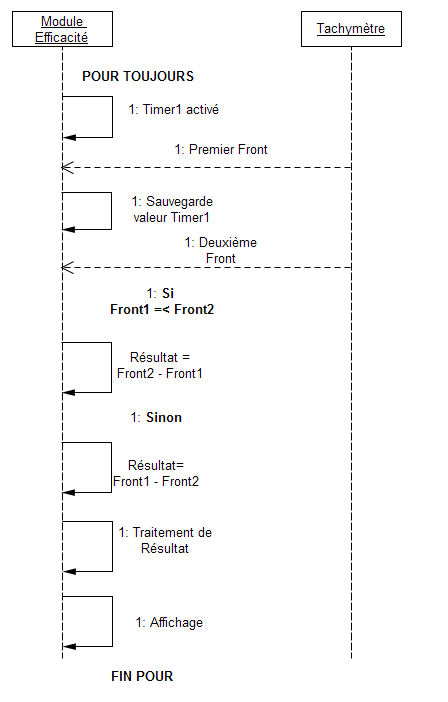 Module
Efficacité
Tachymètre
POUR TOUJOURS
1: Timer1 activé
1: Premier Front
1: Sauvegarde
valeur Timer1
1: Deuxième
Front
1: Si
Front1 =< Front2
Résultat =
Front2 - Front1
1: Sinon
Résultat=
Front1 - Front2
1: Traitement de
Résultat
1: Affichage
FIN POUR